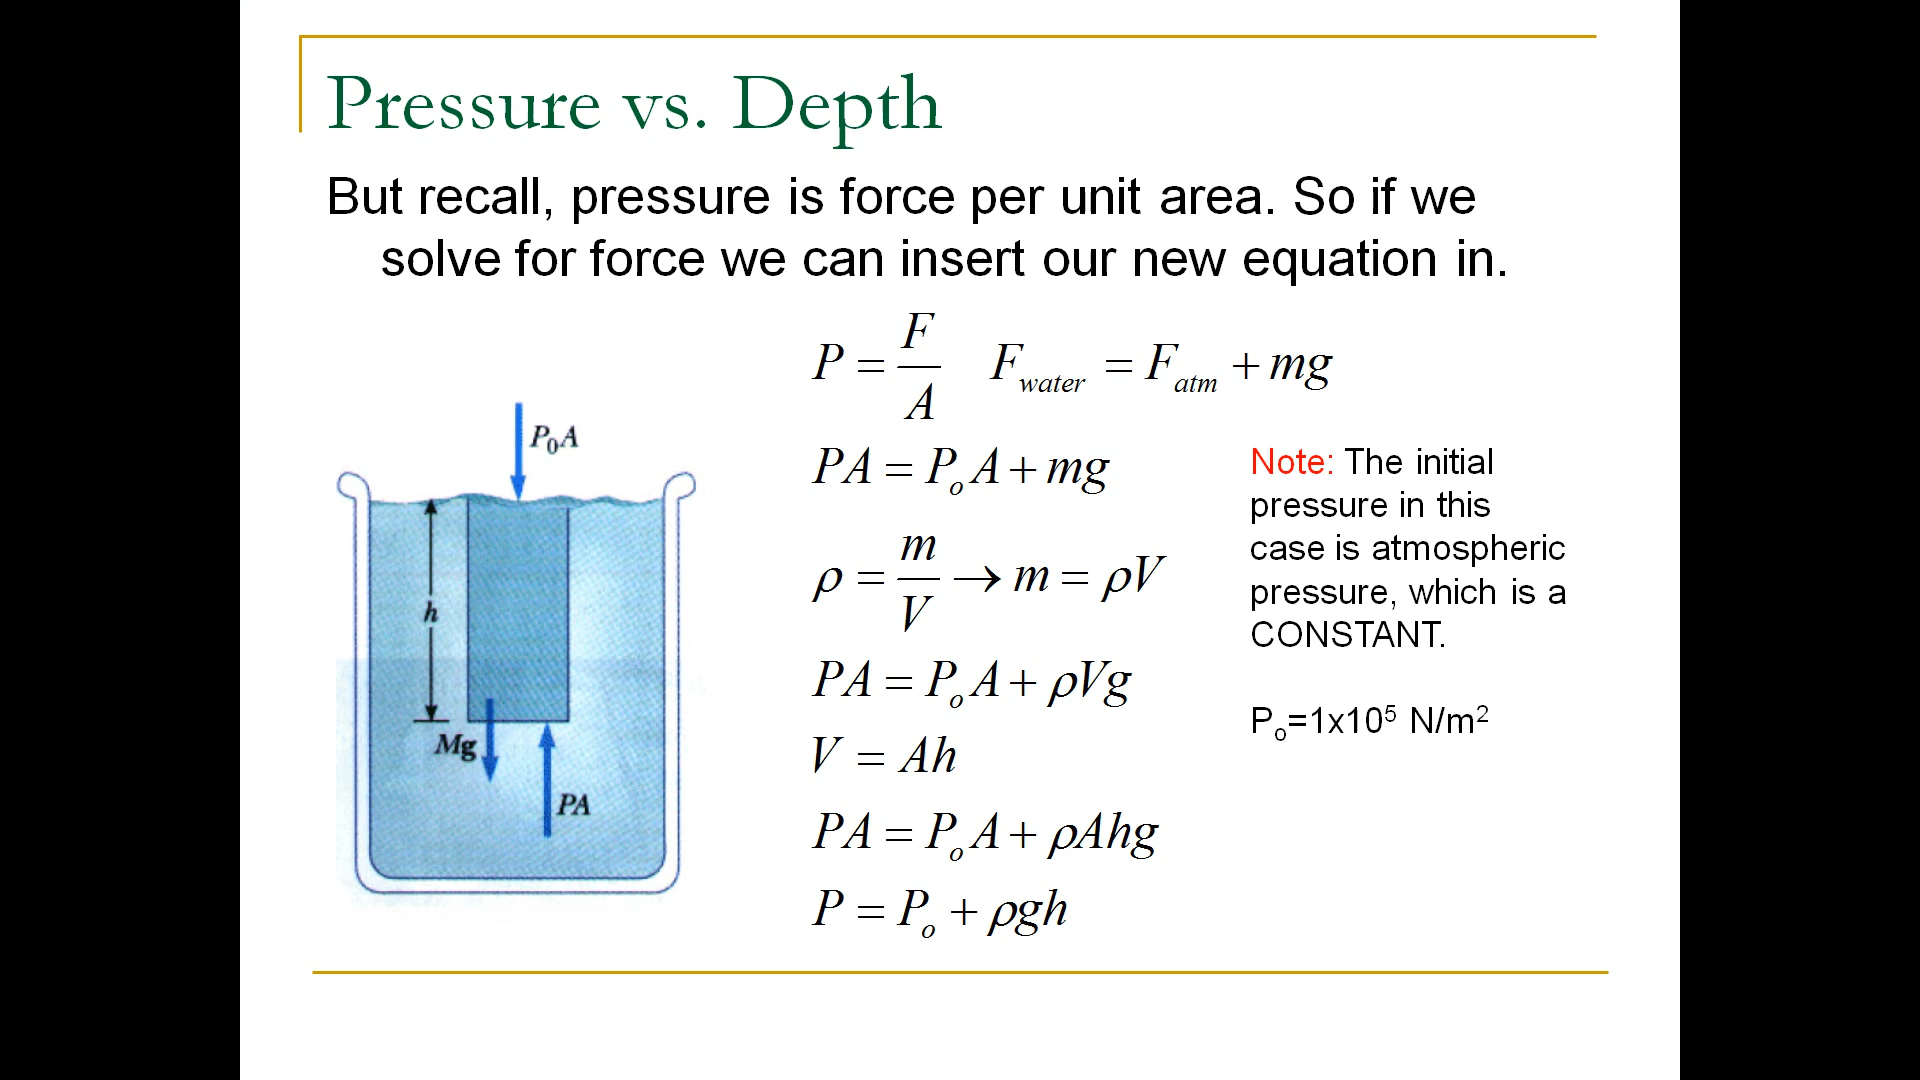 Pressure vs. Depth
But recall, pressure is force per unit area. So if we
solve for force we can insert our new equation in.
P = F/A   F_water = F_atm + mg
PA = P_o A + mg
ρ = m/V → m = ρV
PA = P_o A + ρVg
V = Ah
PA = P_o A + ρAhg
P = P_o + ρgh
P₀A
h
Mg
PA
Note: The initial
pressure in this
case is atmospheric
pressure, which is a
CONSTANT.
Pₒ=1x10⁵ N/m²